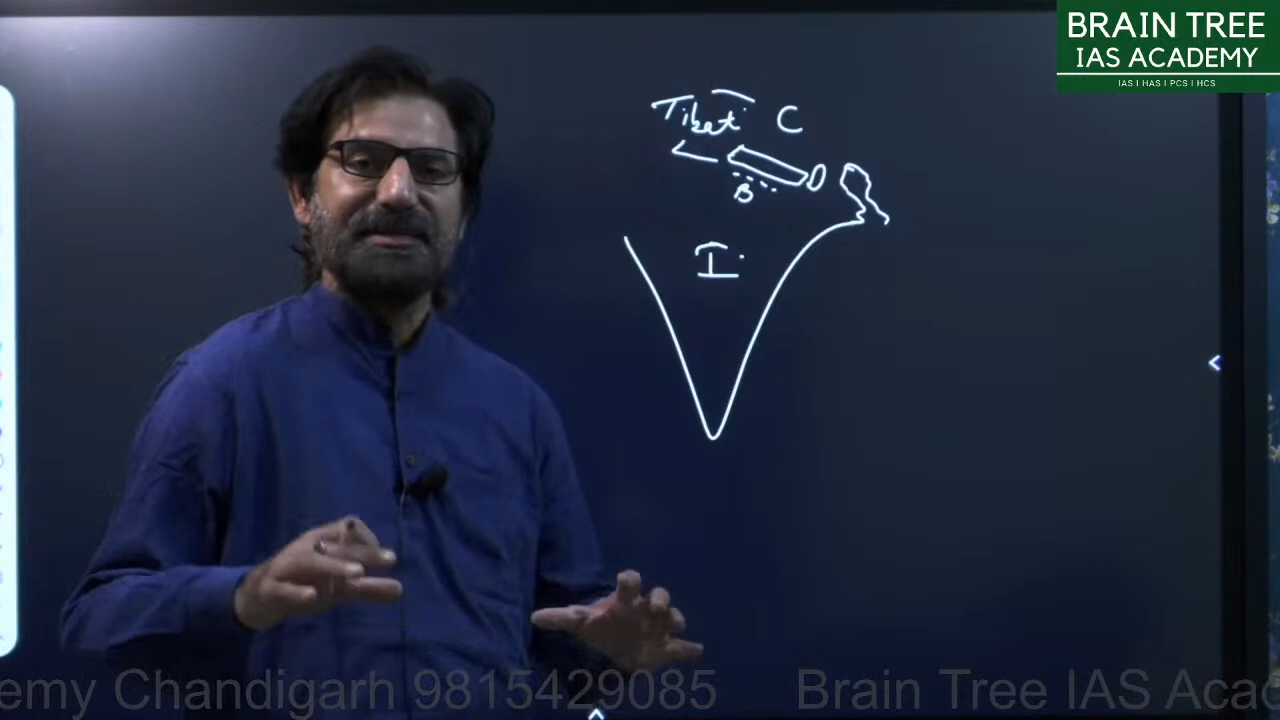 BRAIN TREE
IAS ACADEMY
IAS | HAS | PCS | HCS
Tibet C
B
I
emy Chandigarh 9815429085 Brain Tree IAS Acad